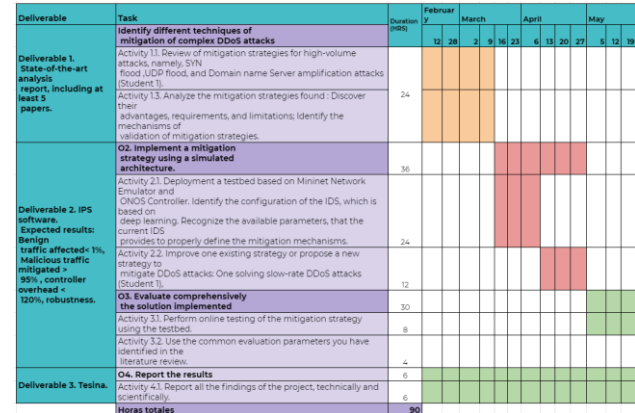 Deliverable Task Duration (HRS) Februar y March April May
12 28 2 9 16 23 6 13 20 27 5 12 19
Deliverable 1.
State-of-the-art
analysis
report, including at
least 5
papers.
Identify different techniques of
mitigation of complex DDoS attacks
Activity 1.1. Review of mitigation strategies for high-volume
attacks, namely, SYN
flood ,UDP flood, and Domain name Server amplification attacks
(Student 1).
Activity 1.3. Analyze the mitigation strategies found : Discover
their
advantages, requirements, and limitations; Identify the
mechanisms of
validation of mitigation strategies.
24
Deliverable 2. IPS
software.
Expected results:
Benign
traffic affected< 1%,
Malicious traffic
mitigated >
95% , controller
overhead <
120%, robustness.
O2. Implement a mitigation
strategy using a simulated
architecture.
36
Activity 2.1. Deployment a testbed based on Mininet Network
Emulator and
ONOS Controller. Identify the configuration of the IDS, which is
based on
deep learning. Recognize the available parameters, that the
current IDS
provides to properly define the mitigation mechanisms.
24
Activity 2.2. Improve one existing strategy or propose a new
strategy to
mitigate DDoS attacks: One solving slow-rate DDoS attacks
(Student 1),
12
O3. Evaluate comprehensively
the solution implemented
30
Activity 3.1. Perform online testing of the mitigation strategy
using the testbed.
8
Activity 3.2. Use the common evaluation parameters you have
identified in the
literature review.
4
Deliverable 3. Tesina.
O4. Report the results
6
Activity 4.1. Report all the findings of the project, technically and
scientifically.
6
Horas totales 90